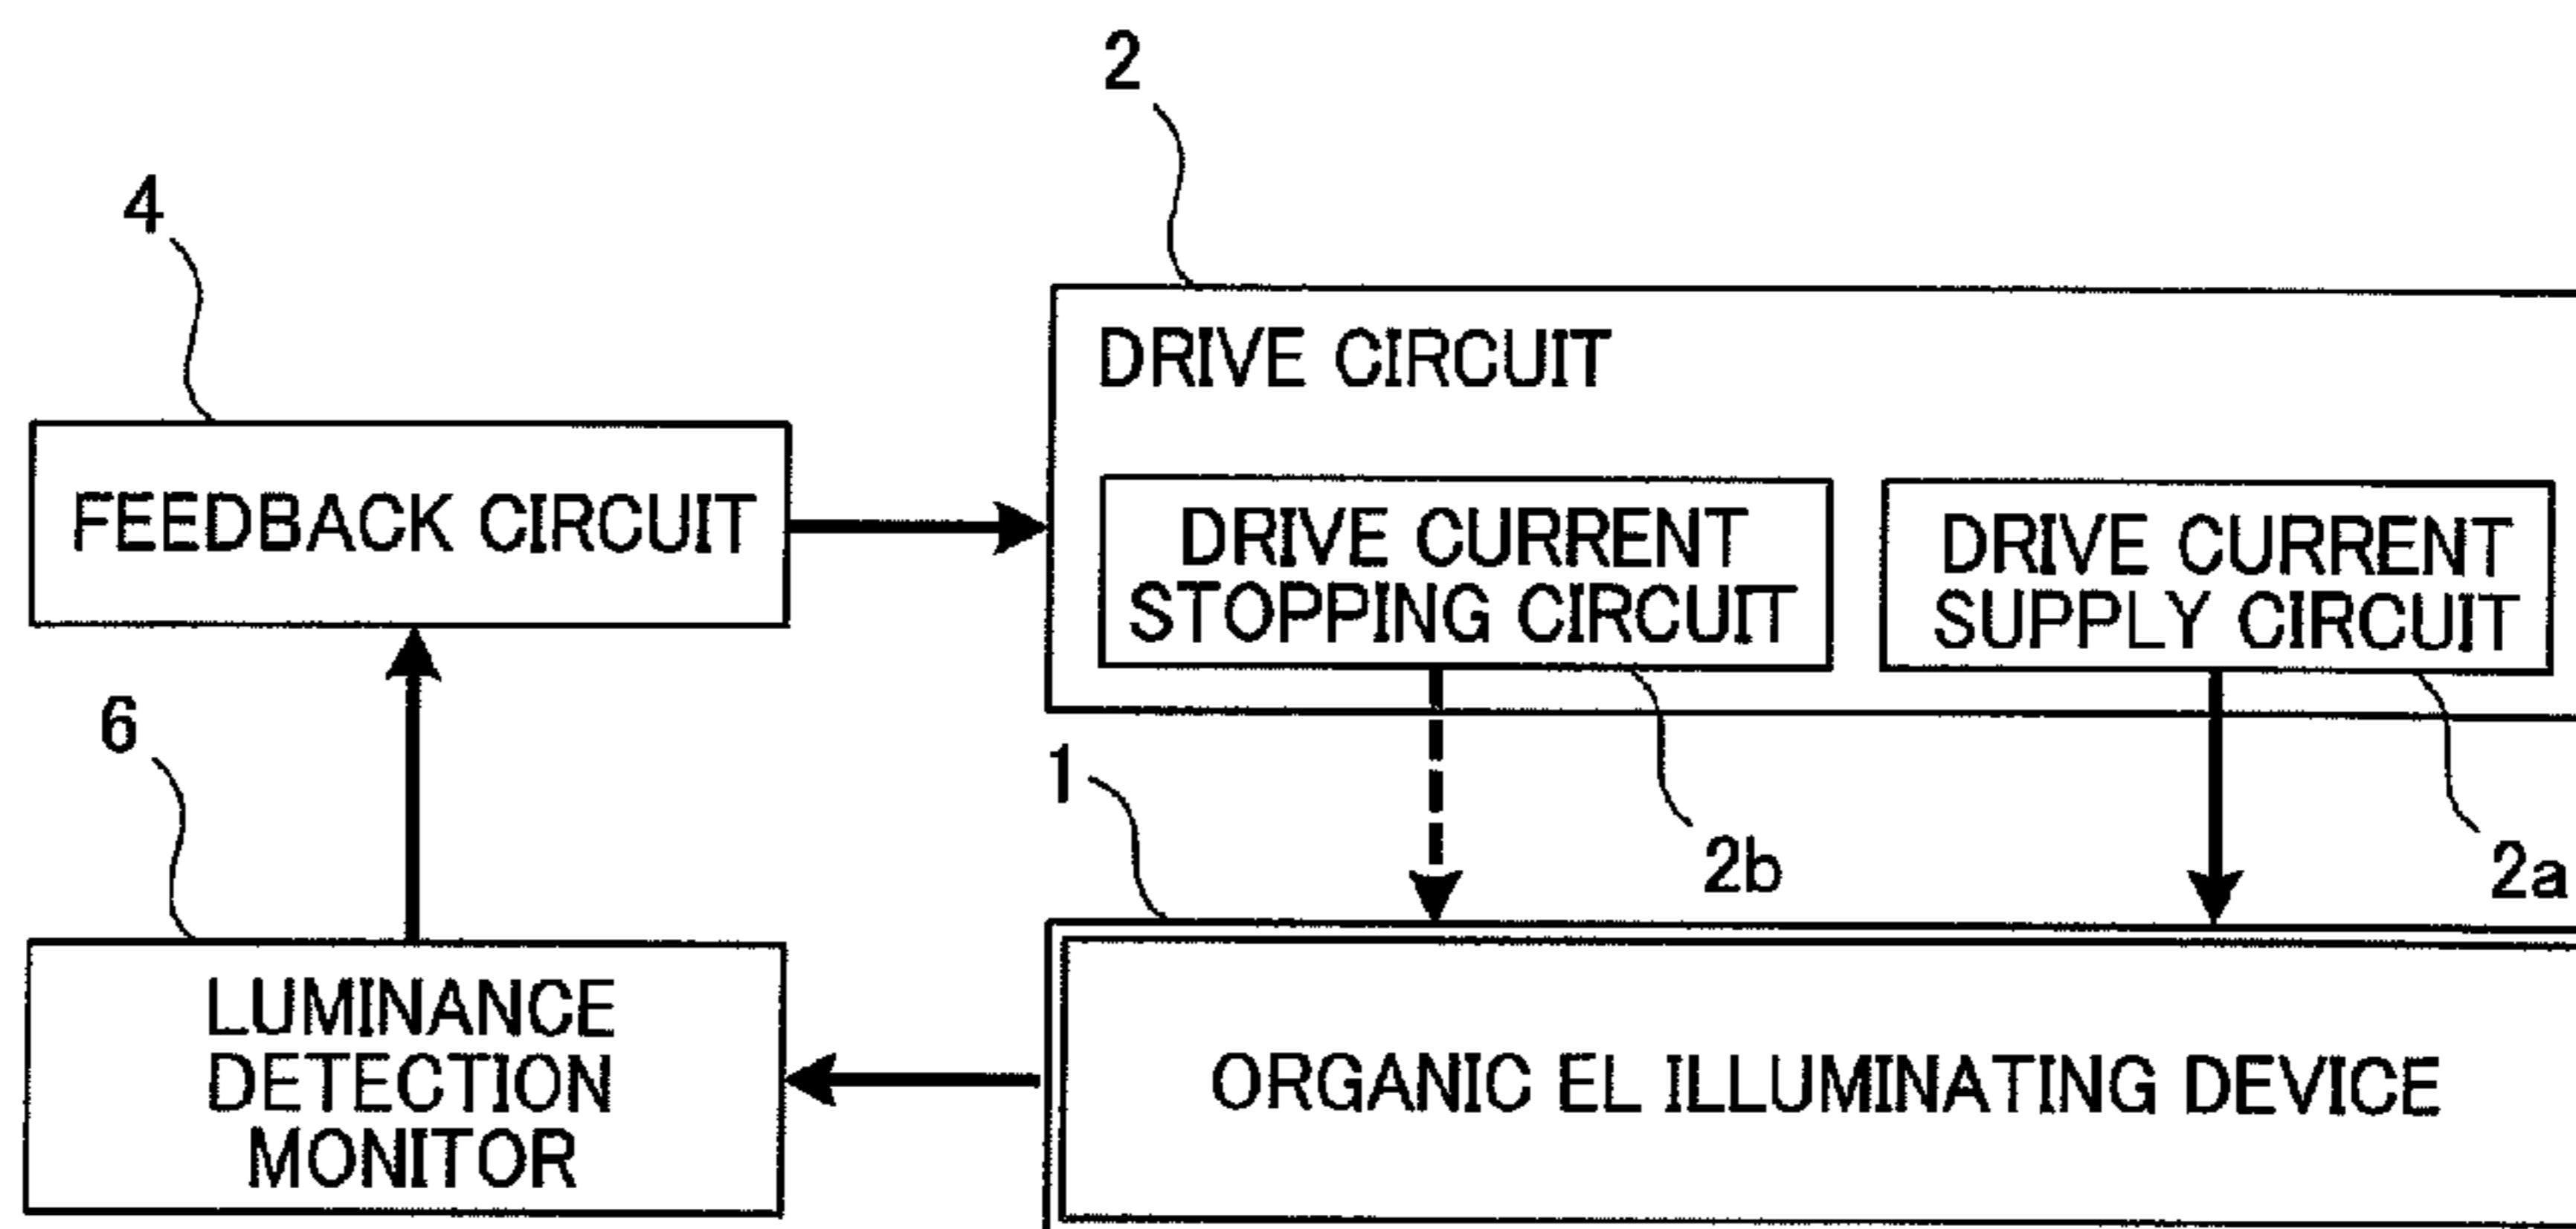 2
4
DRIVE CIRCUIT
FEEDBACK CIRCUIT
DRIVE CURRENT
STOPPING CIRCUIT
DRIVE CURRENT
SUPPLY CIRCUIT
6
1
2b
2a
LUMINANCE
DETECTION
MONITOR
ORGANIC EL ILLUMINATING DEVICE